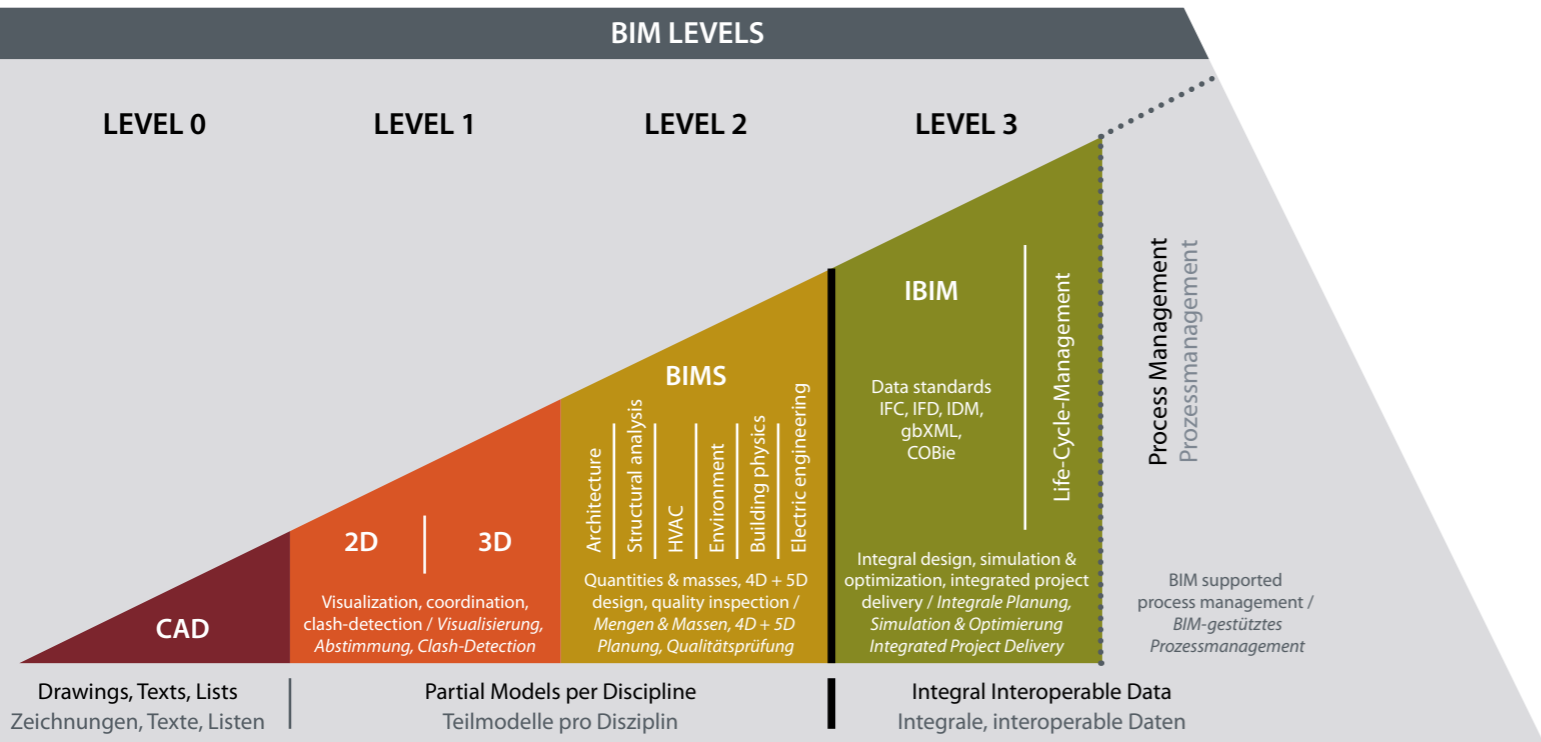 BIM LEVELS
LEVEL 0
LEVEL 1
LEVEL 2
LEVEL 3
CAD
2D
3D
Visualization, coordination,
clash-detection / Visualisierung,
Abstimmung, Clash-Detection
BIMS
Architecture
Structural analysis
HVAC
Environment
Building physics
Electric engineering
Quantities & masses, 4D + 5D
design, quality inspection /
Mengen & Massen, 4D + 5D
Planung, Qualitätsprüfung
IBIM
Data standards
IFC, IFD, IDM,
gbXML,
COBie
Life-Cycle-Management
Integral design, simulation &
optimization, integrated project
delivery / Integrale Planung,
Simulation & Optimierung
Integrated Project Delivery
Process Management
Prozessmanagement
BIM supported
process management /
BIM-gestütztes
Prozessmanagement
Drawings, Texts, Lists
Zeichnungen, Texte, Listen
Partial Models per Discipline
Teilmodelle pro Disziplin
Integral Interoperable Data
Integrale, interoperable Daten